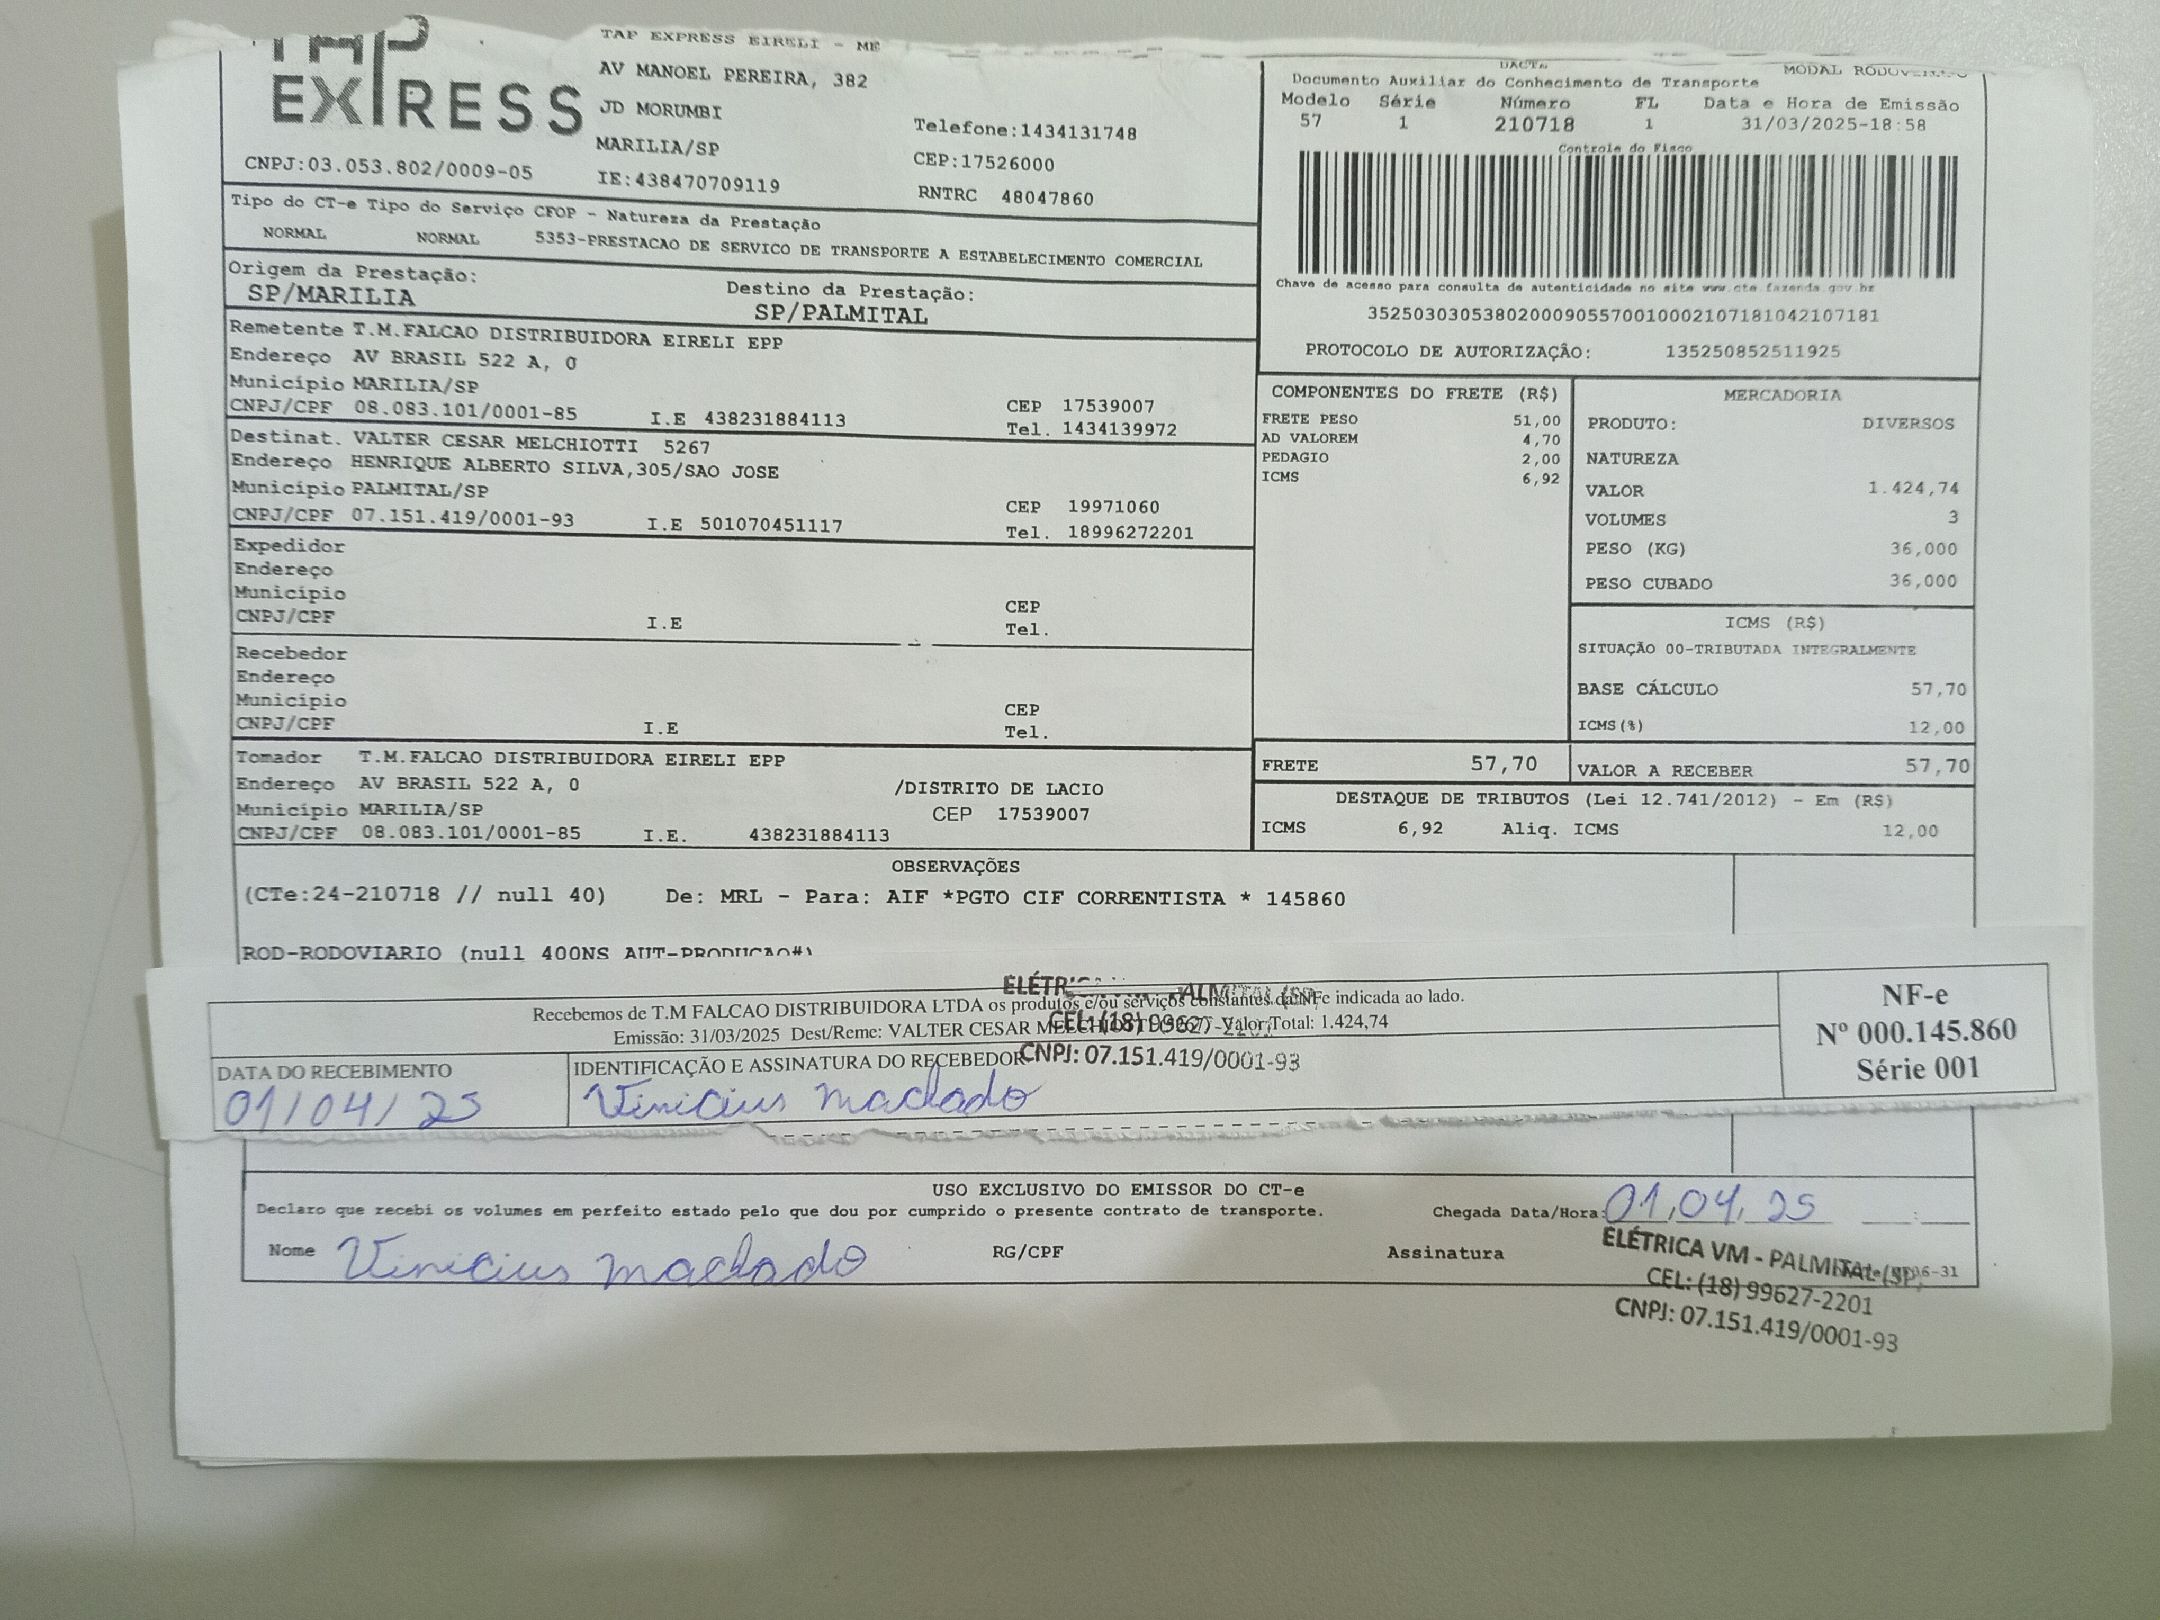 TAP
EXPRESS
CNPJ:03.053.802/0009-05
TAP EXPRESS EIRELI - ME
AV MANOEL PEREIRA, 382
JD MORUMBI
MARILIA/SP
IE:438470709119
Telefone:1434131748
CEP:17526000
RNTRC 48047860
DACTe
MODAL RODOVIARIO
Documento Auxiliar do Conhecimento de Transporte
Modelo Série Número FL Data e Hora de Emissão
57 1 210718 1 31/03/2025-18:58
Controle do Fisco
Chave de acesso para consulta de autenticidade no site www.cte.fazenda.gov.br
35250303053802000905570010002107181042107181
PROTOCOLO DE AUTORIZAÇÃO: 135250852511925
Tipo do CT-e Tipo do Serviço CFOP - Natureza da Prestação
NORMAL NORMAL 5353-PRESTACAO DE SERVICO DE TRANSPORTE A ESTABELECIMENTO COMERCIAL
Origem da Prestação: Destino da Prestação:
SP/MARILIA SP/PALMITAL
Remetente T.M.FALCAO DISTRIBUIDORA EIRELI EPP
Endereço AV BRASIL 522 A, 0
Município MARILIA/SP CEP 17539007
CNPJ/CPF 08.083.101/0001-85 I.E 438231884113 Tel. 1434139972
Destinat. VALTER CESAR MELCHIOTTI 5267
Endereço HENRIQUE ALBERTO SILVA,305/SAO JOSE
Município PALMITAL/SP CEP 19971060
CNPJ/CPF 07.151.419/0001-93 I.E 501070451117 Tel. 18996272201
Expedidor
Endereço
Município CEP
CNPJ/CPF I.E Tel.
Recebedor
Endereço
Município CEP
CNPJ/CPF I.E Tel.
Tomador T.M.FALCAO DISTRIBUIDORA EIRELI EPP
Endereço AV BRASIL 522 A, 0 /DISTRITO DE LACIO
Município MARILIA/SP CEP 17539007
CNPJ/CPF 08.083.101/0001-85 I.E. 438231884113
COMPONENTES DO FRETE (R$)
FRETE PESO 51,00
AD VALOREM 4,70
PEDAGIO 2,00
ICMS 6,92
MERCADORIA
PRODUTO: DIVERSOS
NATUREZA
VALOR 1.424,74
VOLUMES 3
PESO (KG) 36,000
PESO CUBADO 36,000
ICMS (R$)
SITUAÇÃO 00-TRIBUTADA INTEGRALMENTE
BASE CÁLCULO 57,70
ICMS(%) 12,00
FRETE 57,70 VALOR A RECEBER 57,70
DESTAQUE DE TRIBUTOS (Lei 12.741/2012) - Em (R$)
ICMS 6,92 Aliq. ICMS 12,00
OBSERVAÇÕES
(CTe:24-210718 // null 40) De: MRL - Para: AIF *PGTO CIF CORRENTISTA * 145860
ROD-RODOVIARIO (null 400NS AUT-PRODUCAO#)
Recebemos de T.M FALCAO DISTRIBUIDORA LTDA os produtos e/ou serviços constantes da NFe indicada ao lado.
Emissão: 31/03/2025 Dest/Reme: VALTER CESAR MELCHIOTTI (5267) - Valor Total: 1.424,74
CNPJ: 07.151.419/0001-93
DATA DO RECEBIMENTO IDENTIFICAÇÃO E ASSINATURA DO RECEBEDOR
01/04/25 Vinicius machado
NF-e
Nº 000.145.860
Série 001
USO EXCLUSIVO DO EMISSOR DO CT-e
Declaro que recebi os volumes em perfeito estado pelo que dou por cumprido o presente contrato de transporte. Chegada Data/Hora: 01,04,25
Nome Vinicius machado RG/CPF Assinatura
ELÉTRICA VM - PALMITAL (SP)
CEL: (18) 99627-2201
CNPJ: 07.151.419/0001-93